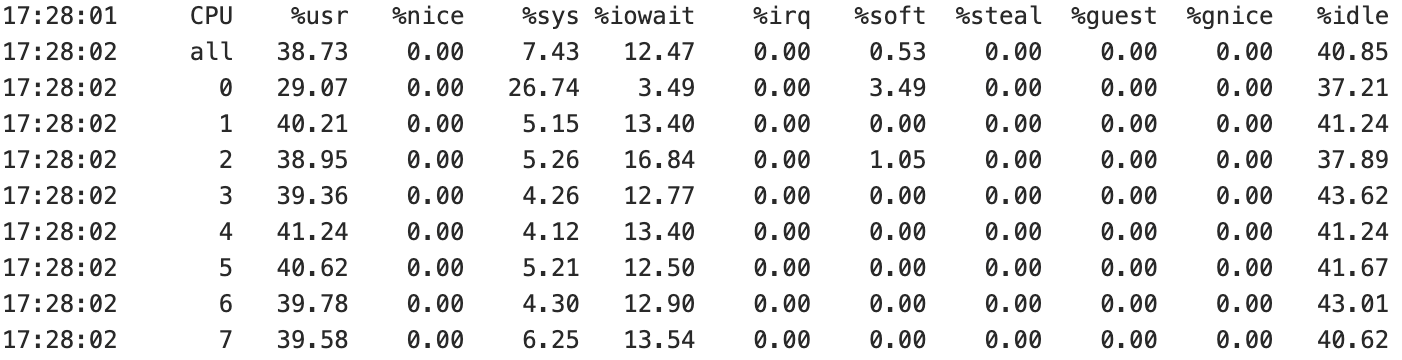 17:28:01     CPU    %usr   %nice    %sys %iowait    %irq   %soft  %steal  %guest  %gnice   %idle
17:28:02     all   38.73    0.00    7.43   12.47    0.00    0.53    0.00    0.00    0.00   40.85
17:28:02       0   29.07    0.00   26.74    3.49    0.00    3.49    0.00    0.00    0.00   37.21
17:28:02       1   40.21    0.00    5.15   13.40    0.00    0.00    0.00    0.00    0.00   41.24
17:28:02       2   38.95    0.00    5.26   16.84    0.00    1.05    0.00    0.00    0.00   37.89
17:28:02       3   39.36    0.00    4.26   12.77    0.00    0.00    0.00    0.00    0.00   43.62
17:28:02       4   41.24    0.00    4.12   13.40    0.00    0.00    0.00    0.00    0.00   41.24
17:28:02       5   40.62    0.00    5.21   12.50    0.00    0.00    0.00    0.00    0.00   41.67
17:28:02       6   39.78    0.00    4.30   12.90    0.00    0.00    0.00    0.00    0.00   43.01
17:28:02       7   39.58    0.00    6.25   13.54    0.00    0.00    0.00    0.00    0.00   40.62